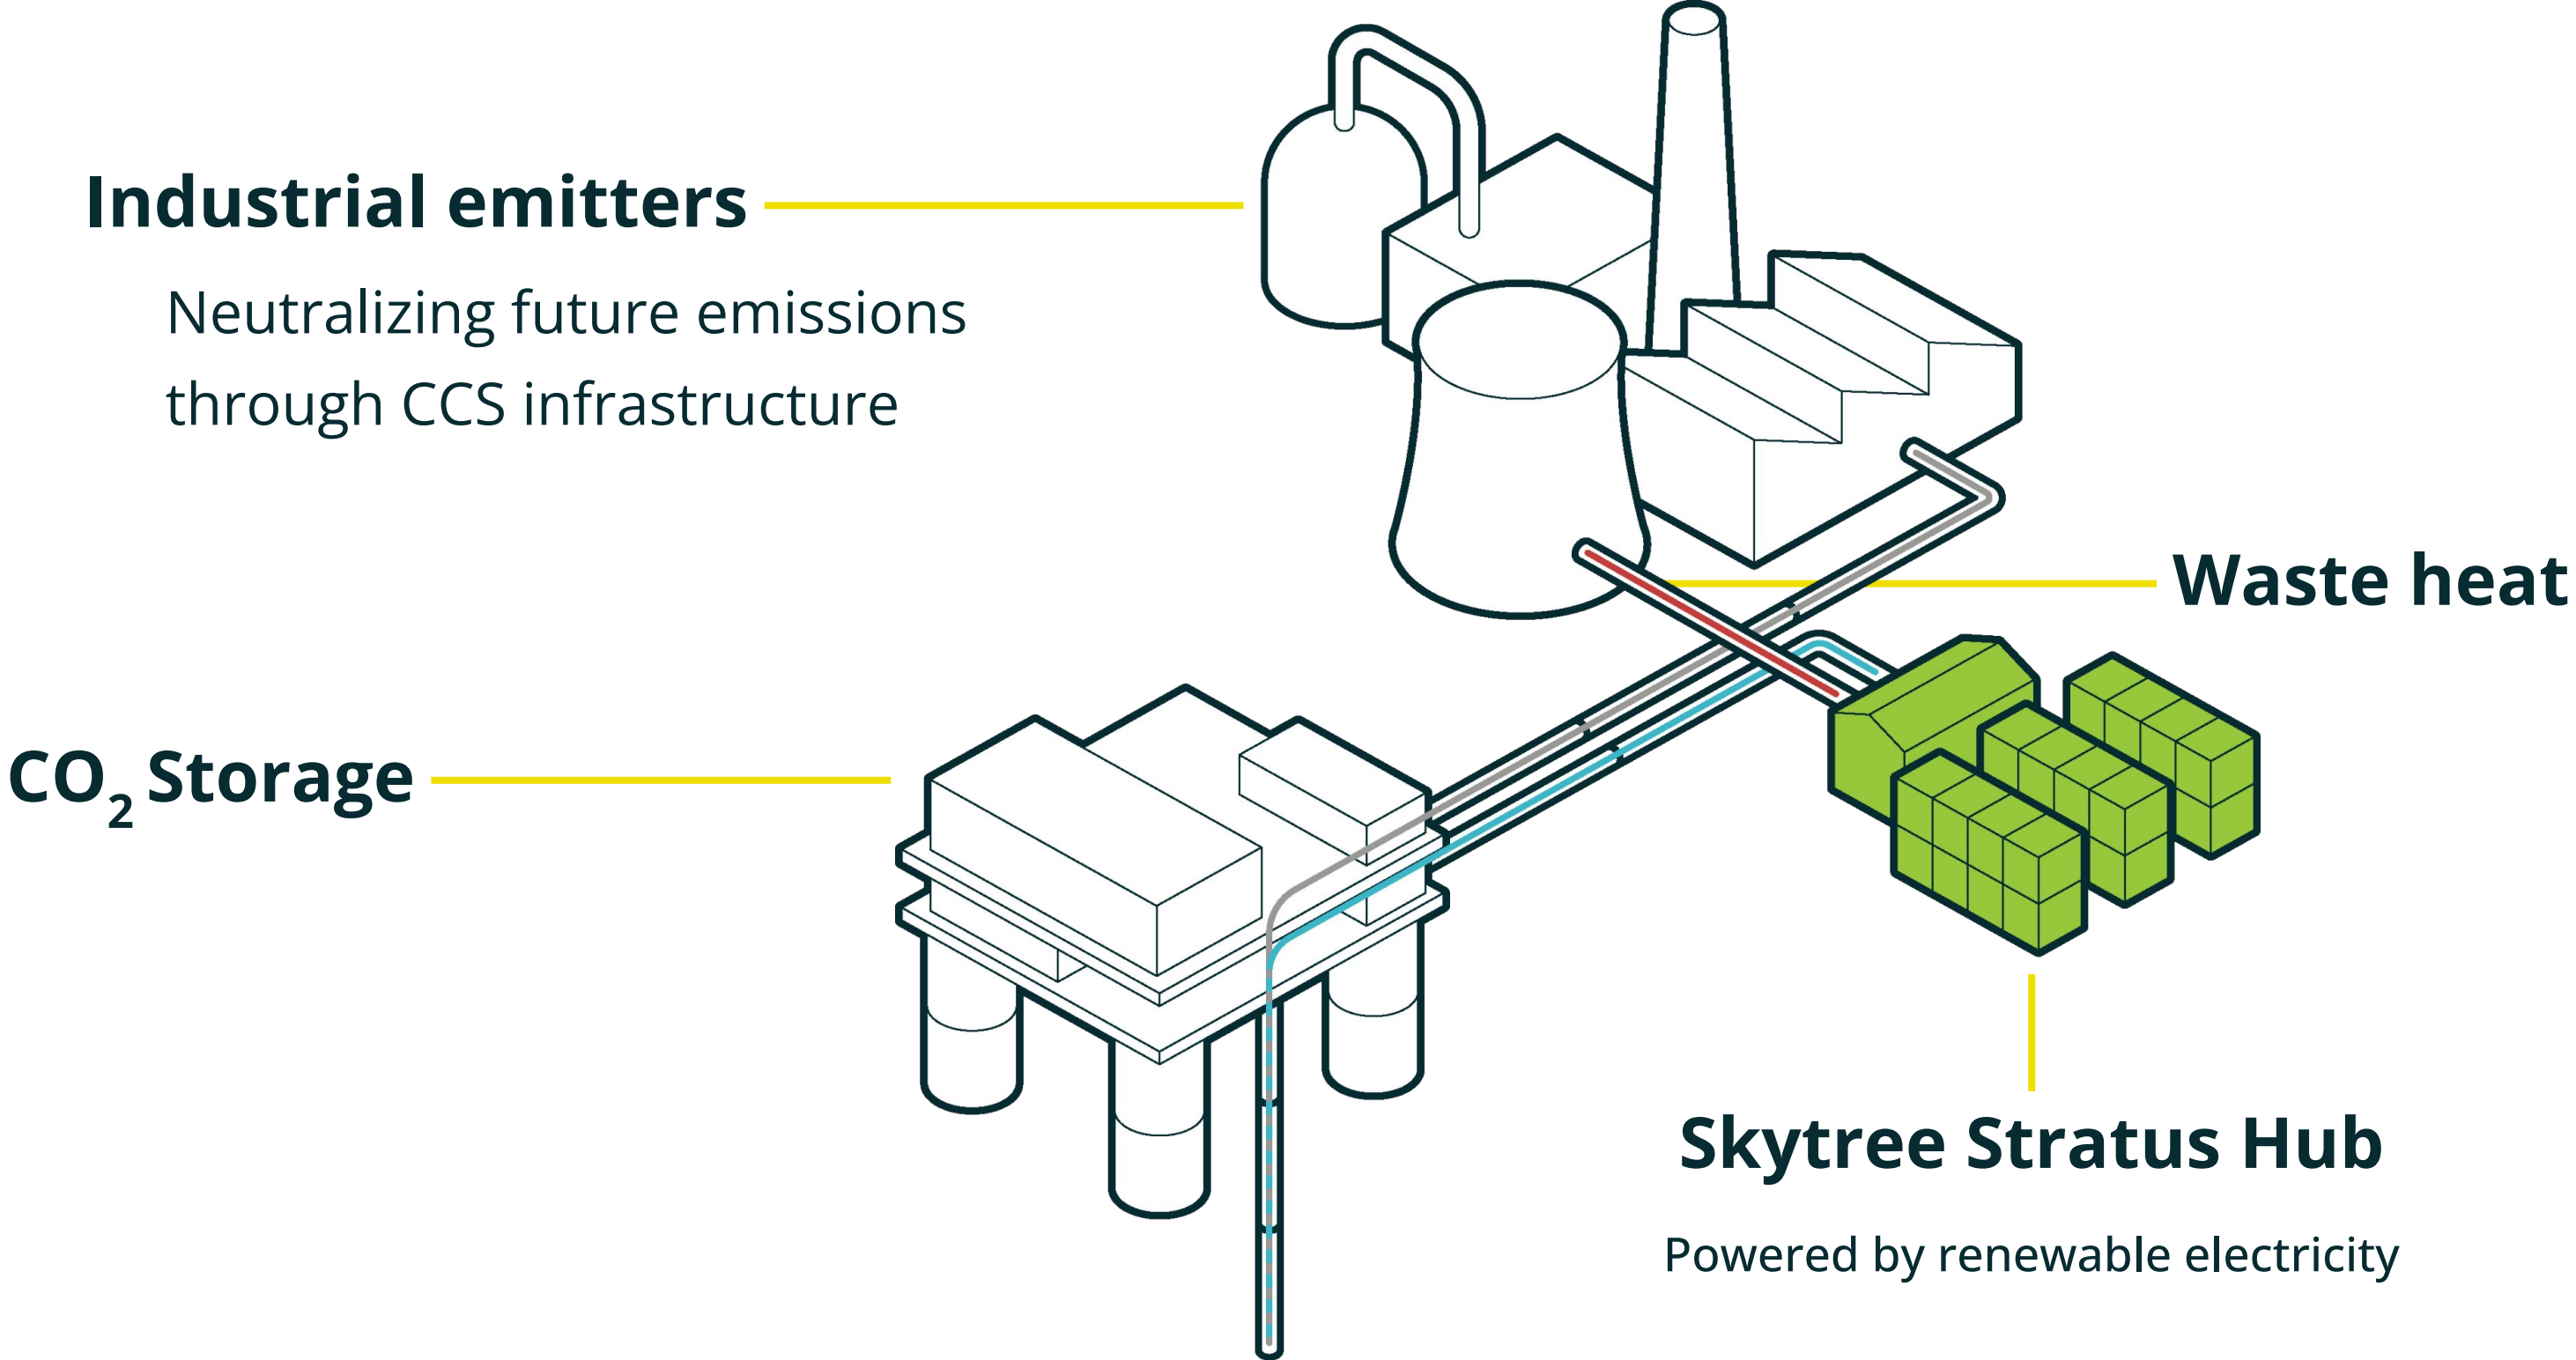 Industrial emitters
Neutralizing future emissions
through CCS infrastructure
Waste heat
CO₂ Storage
Skytree Stratus Hub
Powered by renewable electricity